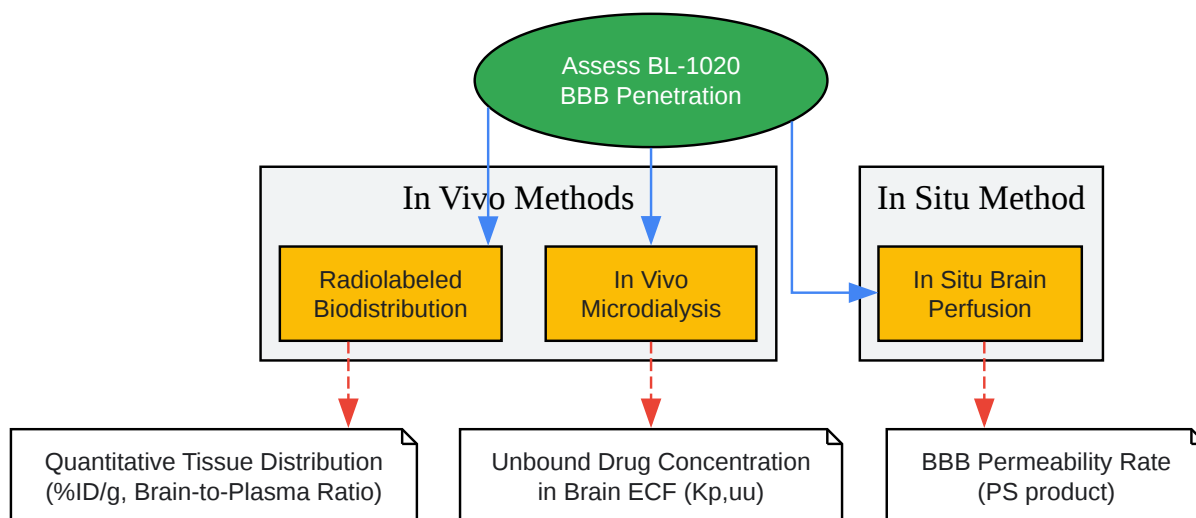 Assess BL-1020
BBB Penetration
In Vivo Methods
In Situ Method
Radiolabeled
Biodistribution
In Vivo
Microdialysis
In Situ Brain
Perfusion
Quantitative Tissue Distribution
(%ID/g, Brain-to-Plasma Ratio)
Unbound Drug Concentration
in Brain ECF (Kp,uu)
BBB Permeability Rate
(PS product)